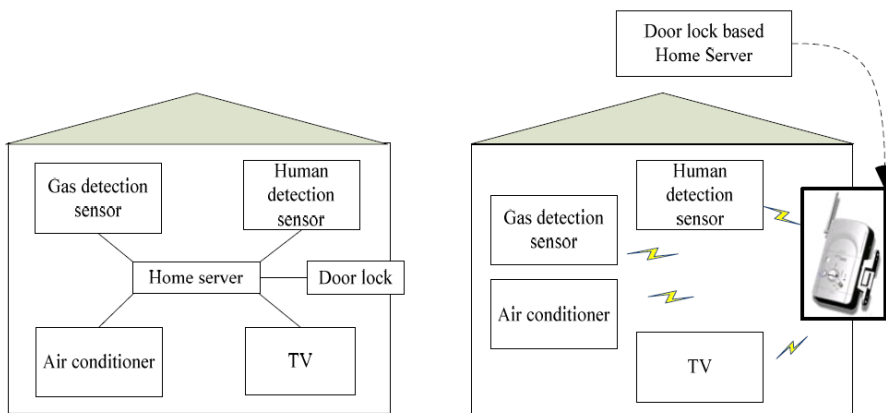 Gas detection
sensor
Human
detection
sensor
Home server
Door lock
Air conditioner
TV
Door lock based
Home Server
Human
detection
sensor
Gas detection
sensor
Air conditioner
TV